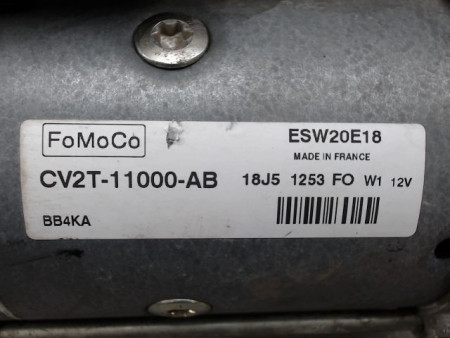 FoMoCo
ESW20E18
MADE IN FRANCE
CV2T-11000-AB 18J5 1253 FO W1 12V
BB4KA